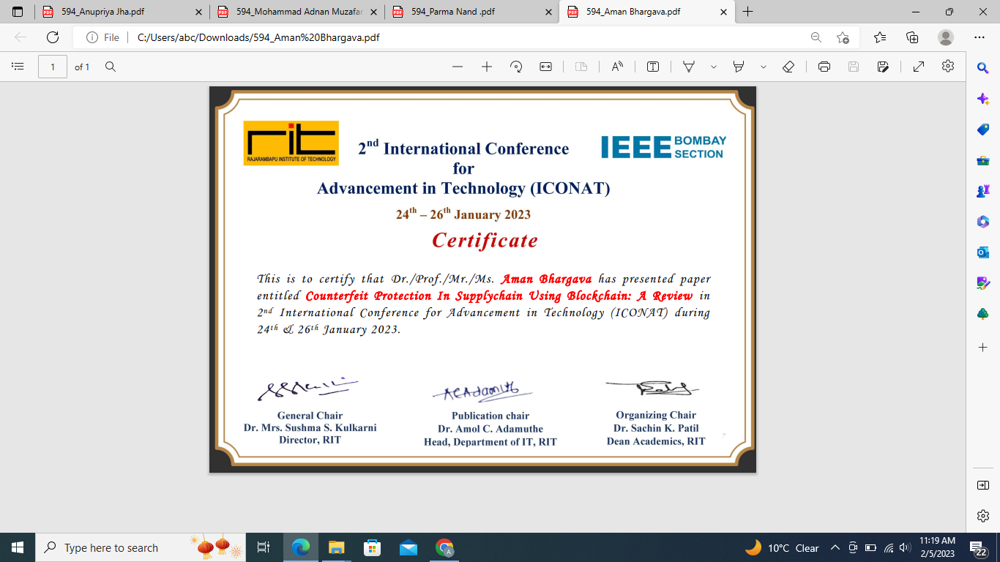 594_Anupriya Jha.pdf
594_Mohammad Adnan Muzafar
594_Parma Nand .pdf
594_Aman Bhargava.pdf
File
C:/Users/abc/Downloads/594_Aman%20Bhargava.pdf
1 of 1
rit
RAJARAMBAPU INSTITUTE OF TECHNOLOGY
IEEE BOMBAY
SECTION
2nd International Conference
for
Advancement in Technology (ICONAT)
24th – 26th January 2023
Certificate
This is to certify that Dr./Prof./Mr./Ms. Aman Bhargava has presented paper
entitled Counterfeit Protection In Supplychain Using Blockchain: A Review in
2nd International Conference for Advancement in Technology (ICONAT) during
24th & 26th January 2023.
General Chair
Dr. Mrs. Sushma S. Kulkarni
Director, RIT
Publication chair
Dr. Amol C. Adamuthe
Head, Department of IT, RIT
Organizing Chair
Dr. Sachin K. Patil
Dean Academics, RIT
Type here to search
10°C Clear
11:19 AM
2/5/2023
22